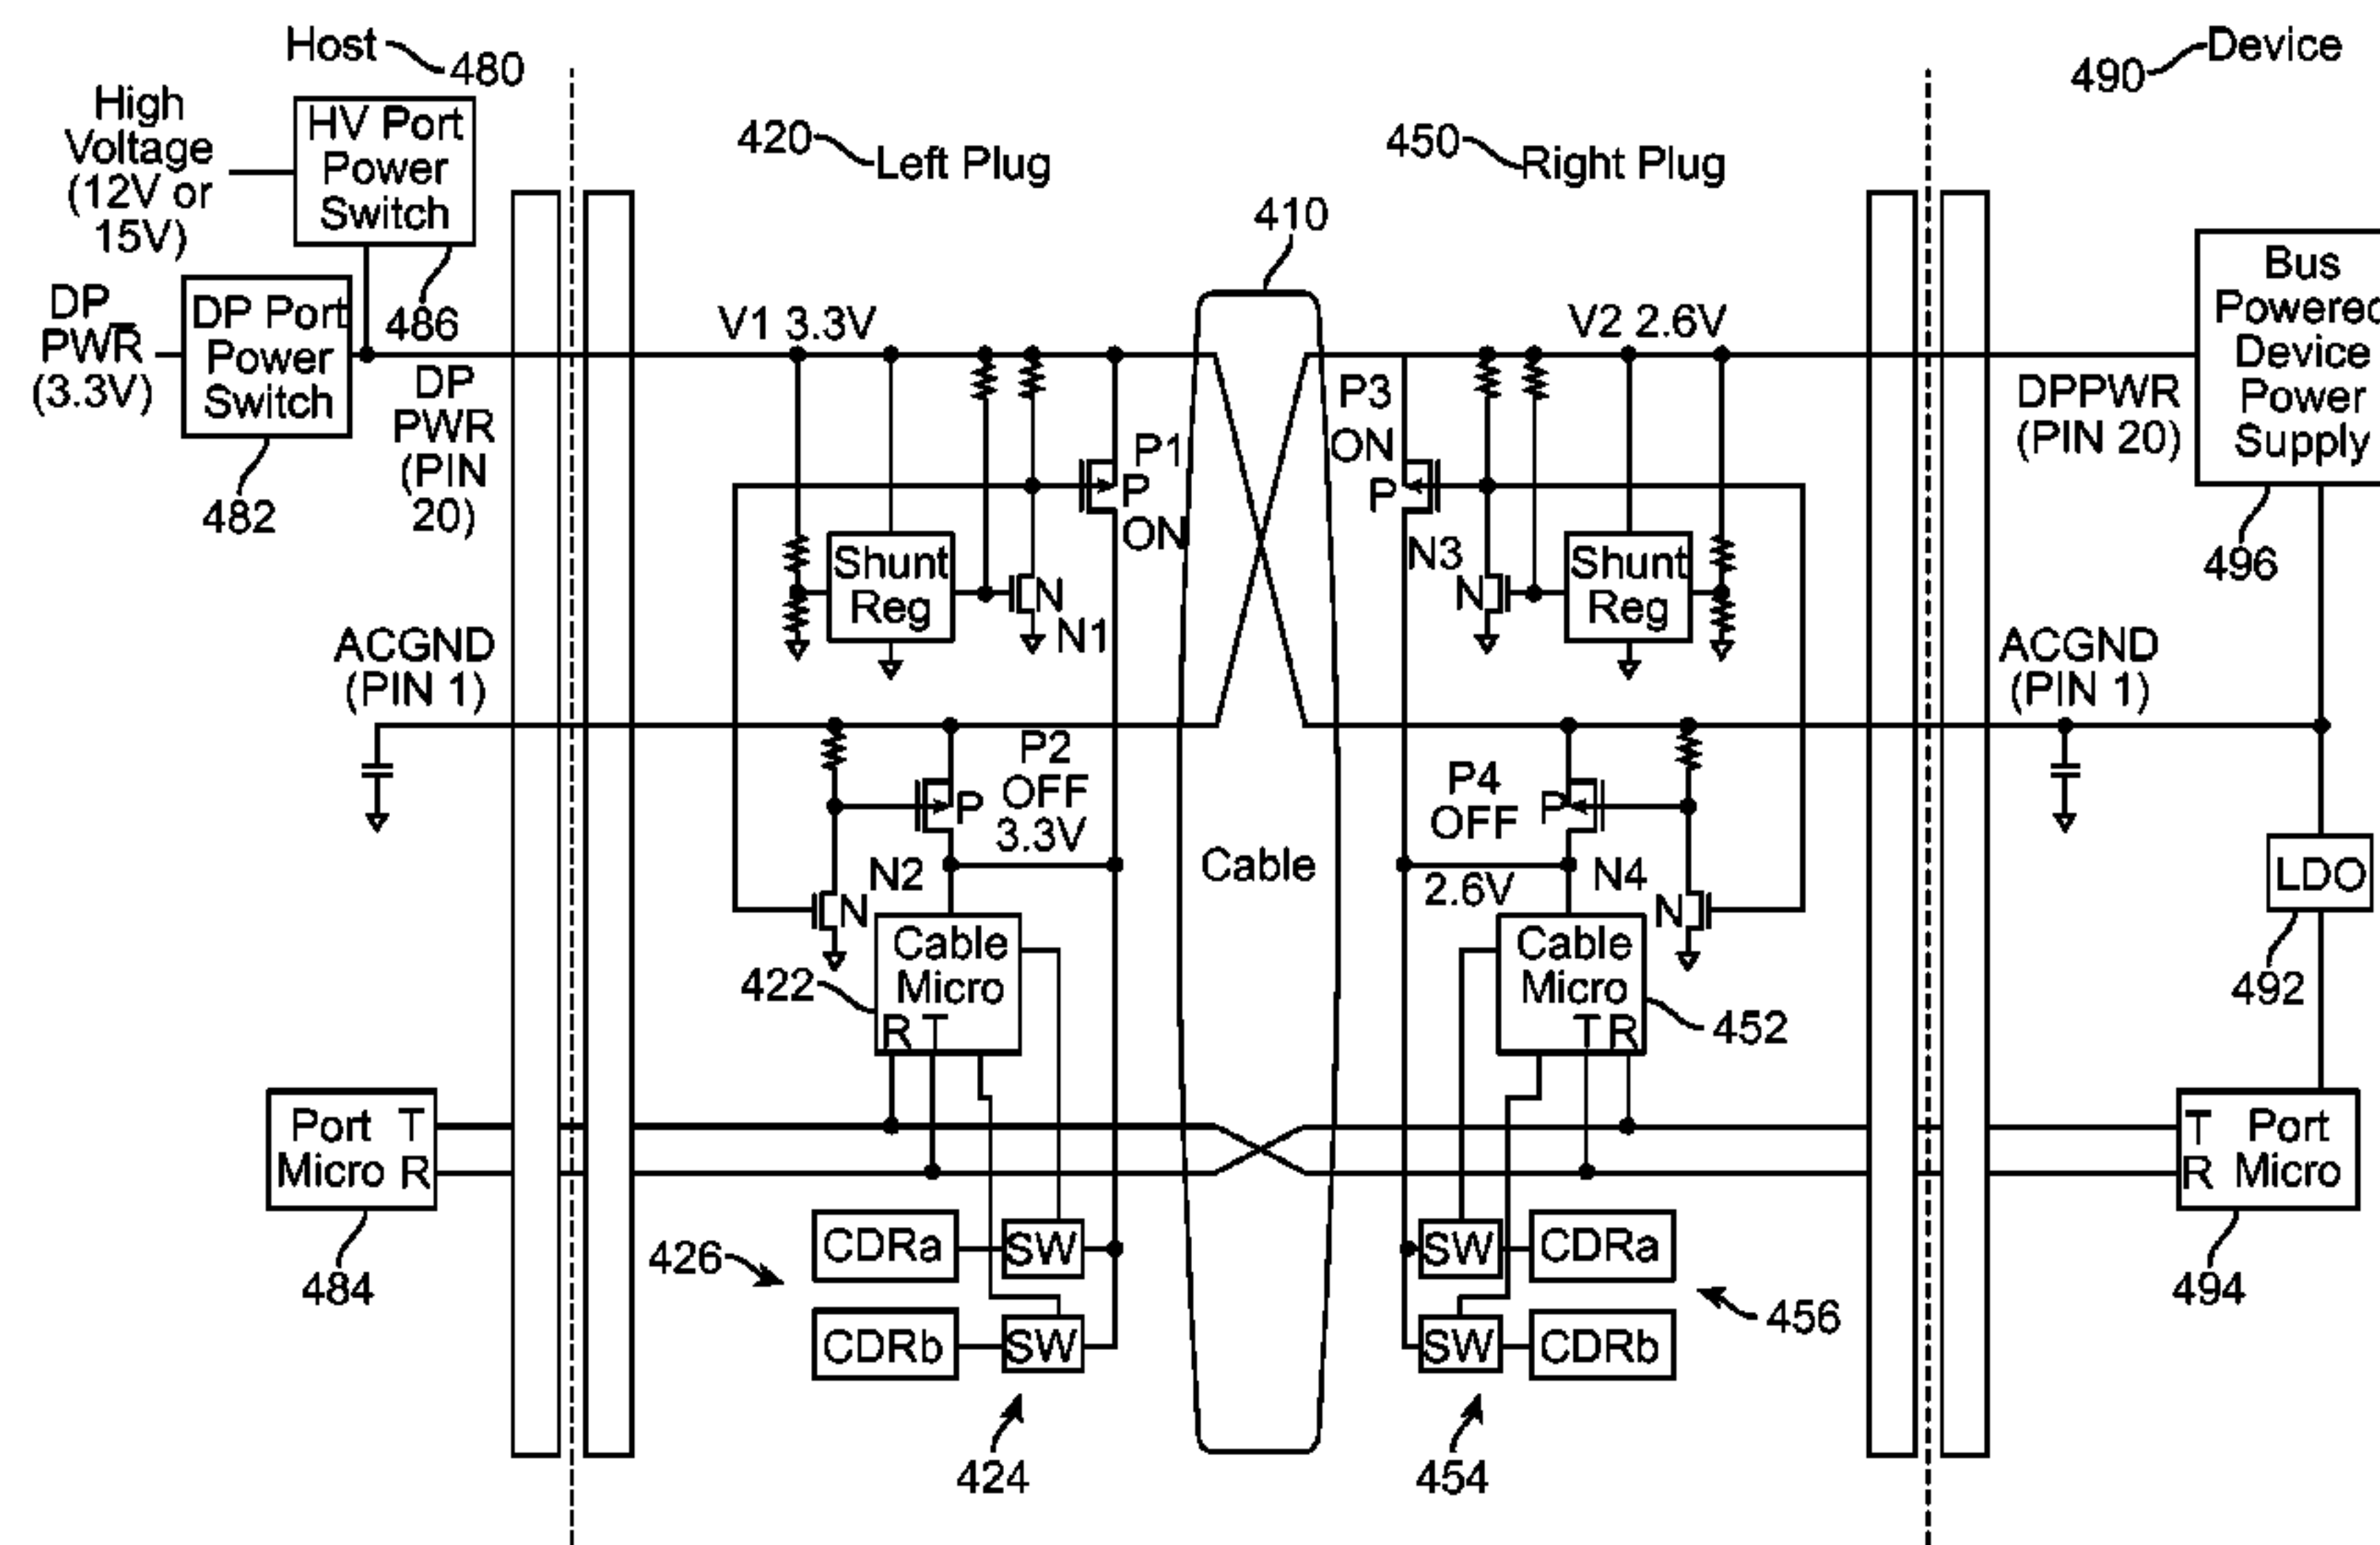 Host
480
490
Device
High
Voltage
(12V or
15V)
HV Port
Power
Switch
486
420
Left Plug
450
Right Plug
410
DP_
PWR
(3.3V)
DP Port
Power
Switch
482
DP
PWR
(PIN
20)
V1 3.3V
V2 2.6V
P1
P
ON
P3
ON
P
Shunt
Reg
N
N1
N3
N
Shunt
Reg
DPPWR
(PIN 20)
Bus
Powered
Device
Power
Supply
496
ACGND
(PIN 1)
ACGND
(PIN 1)
P2
OFF
3.3V
P
P4
OFF
P
N2
N
N4
N
2.6V
Cable
LDO
492
Cable
Micro
R T
422
Cable
Micro
T R
452
Port T
Micro R
484
T Port
R Micro
494
CDRa
SW
CDRb
SW
426
424
SW
CDRa
SW
CDRb
456
454